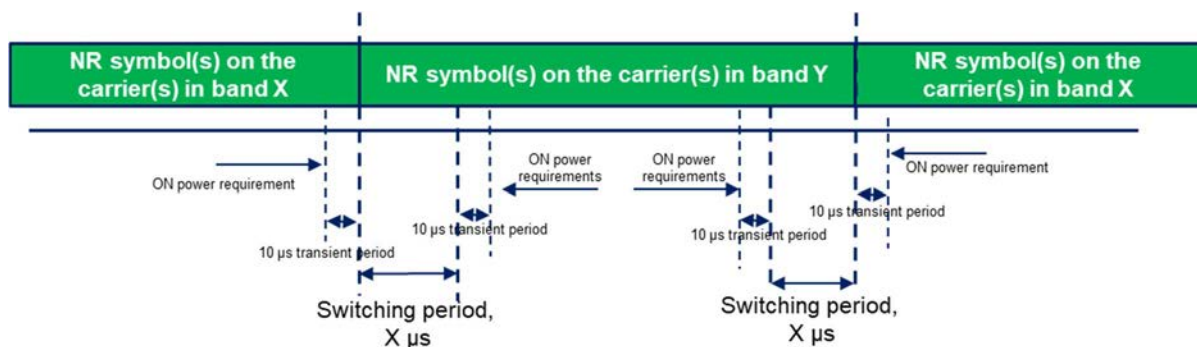 NR symbol(s) on the
carrier(s) in band X
NR symbol(s) on the carrier(s) in band Y
NR symbol(s) on the
carrier(s) in band X
ON power requirement
10 µs transient period
ON power
requirements
10 µs transient period
Switching period,
X µs
ON power
requirements
10 µs transient period
ON power requirement
10 µs transient period
Switching period,
X µs